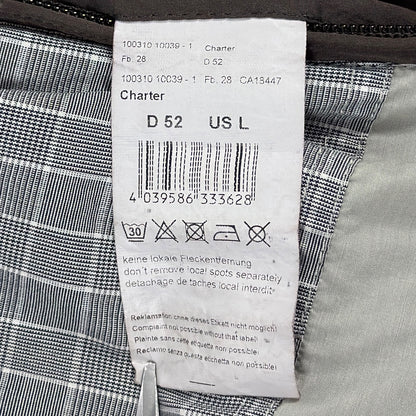 100310 10039 - 1 Charter
Fb. 28 D 52
100310 10039 - 1 Fb. 28 CA18447
Charter
D 52 US L
4 039586 333628
30
keine lokale Fleckentfernung
don't remove local spots separately
detachage de taches local interdit
Reklamation ohne dieses Etikett nicht möglich!
Complaint not possible without that label!
Plainte sans cette etiquette non possible!
Reclamo senza questa etichetta non possibile!